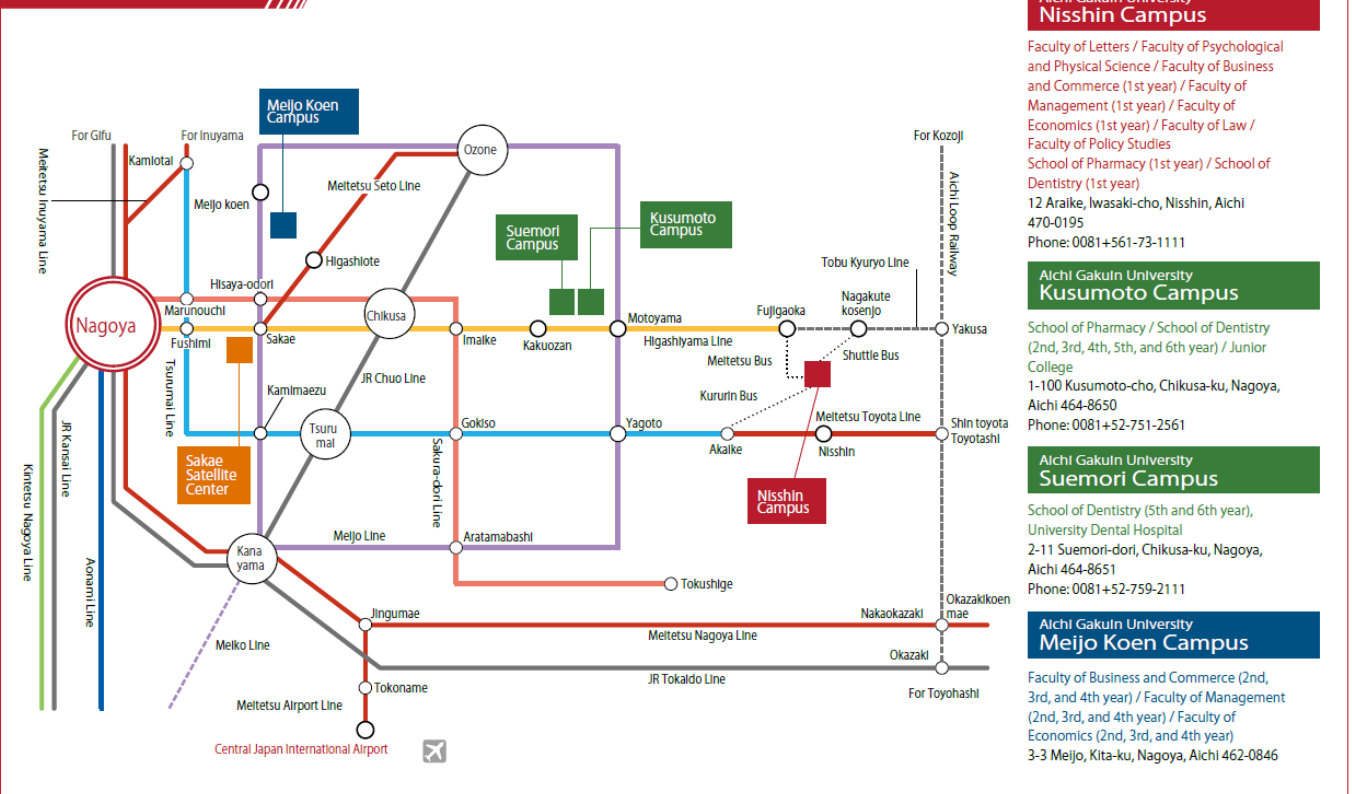 Aichi Gakuin University
Nisshin Campus
Faculty of Letters / Faculty of Psychological
and Physical Science / Faculty of Business
and Commerce (1st year) / Faculty of
Management (1st year) / Faculty of
Economics (1st year) / Faculty of Law /
Faculty of Policy Studies
School of Pharmacy (1st year) / School of
Dentistry (1st year)
12 Araike, Iwasaki-cho, Nisshin, Aichi
470-0195
Phone: 0081+561-73-1111
Aichi Gakuin University
Kusumoto Campus
School of Pharmacy / School of Dentistry
(2nd, 3rd, 4th, 5th, and 6th year) / Junior
College
1-100 Kusumoto-cho, Chikusa-ku, Nagoya,
Aichi 464-8650
Phone: 0081+52-751-2561
Aichi Gakuin University
Suemori Campus
School of Dentistry (5th and 6th year),
University Dental Hospital
2-11 Suemori-dori, Chikusa-ku, Nagoya,
Aichi 464-8651
Phone: 0081+52-759-2111
Aichi Gakuin University
Meijo Koen Campus
Faculty of Business and Commerce (2nd,
3rd, and 4th year) / Faculty of Management
(2nd, 3rd, and 4th year) / Faculty of
Economics (2nd, 3rd, and 4th year)
3-3 Meijo, Kita-ku, Nagoya, Aichi 462-0846
Meijo Koen
Campus
For Gifu
For Inuyama
Ozone
For Kozoji
Kamiotai
Meitetsu Inuyama Line
Meitetsu Seto Line
Meijo koen
Aichi Loop Railway
Suemori
Campus
Kusumoto
Campus
Higashiote
Tobu Kyuryo Line
Hisaya-odori
Nagoya
Marunouchi
Chikusa
Motoyama
Fujigaoka
Nagakute
kosenjo
Yakusa
Fushimi
Sakae
Imaike
Kakuozan
Higashiyama Line
Meitetsu Bus
Shuttle Bus
Tsurumai Line
JR Chuo Line
Kamimaezu
Kururin Bus
Tsuru
mai
Gokiso
Yagoto
Meitetsu Toyota Line
Shin toyota
Toyotashi
Akaike
Nisshin
JR Kansai Line
Sakae
Satellite
Center
Sakura-dori Line
Kintetsu Nagoya Line
Nisshin
Campus
Meijo Line
Aratamabashi
Kana
yama
Aonami Line
Tokushige
Jingumae
Nakaokazaki
Okazakikoen
mae
Meiko Line
Meitetsu Nagoya Line
Okazaki
JR Tokaido Line
Tokoname
For Toyohashi
Meitetsu Airport Line
Central Japan International Airport